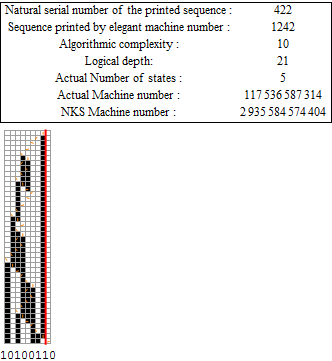 Natural serial number of the printed sequence : 422
Sequence printed by elegant machine number : 1242
Algorithmic complexity : 10
Logical depth: 21
Actual Number of states : 5
Actual Machine number : 117 536 587 314
NKS Machine number : 2 935 584 574 404
10100110